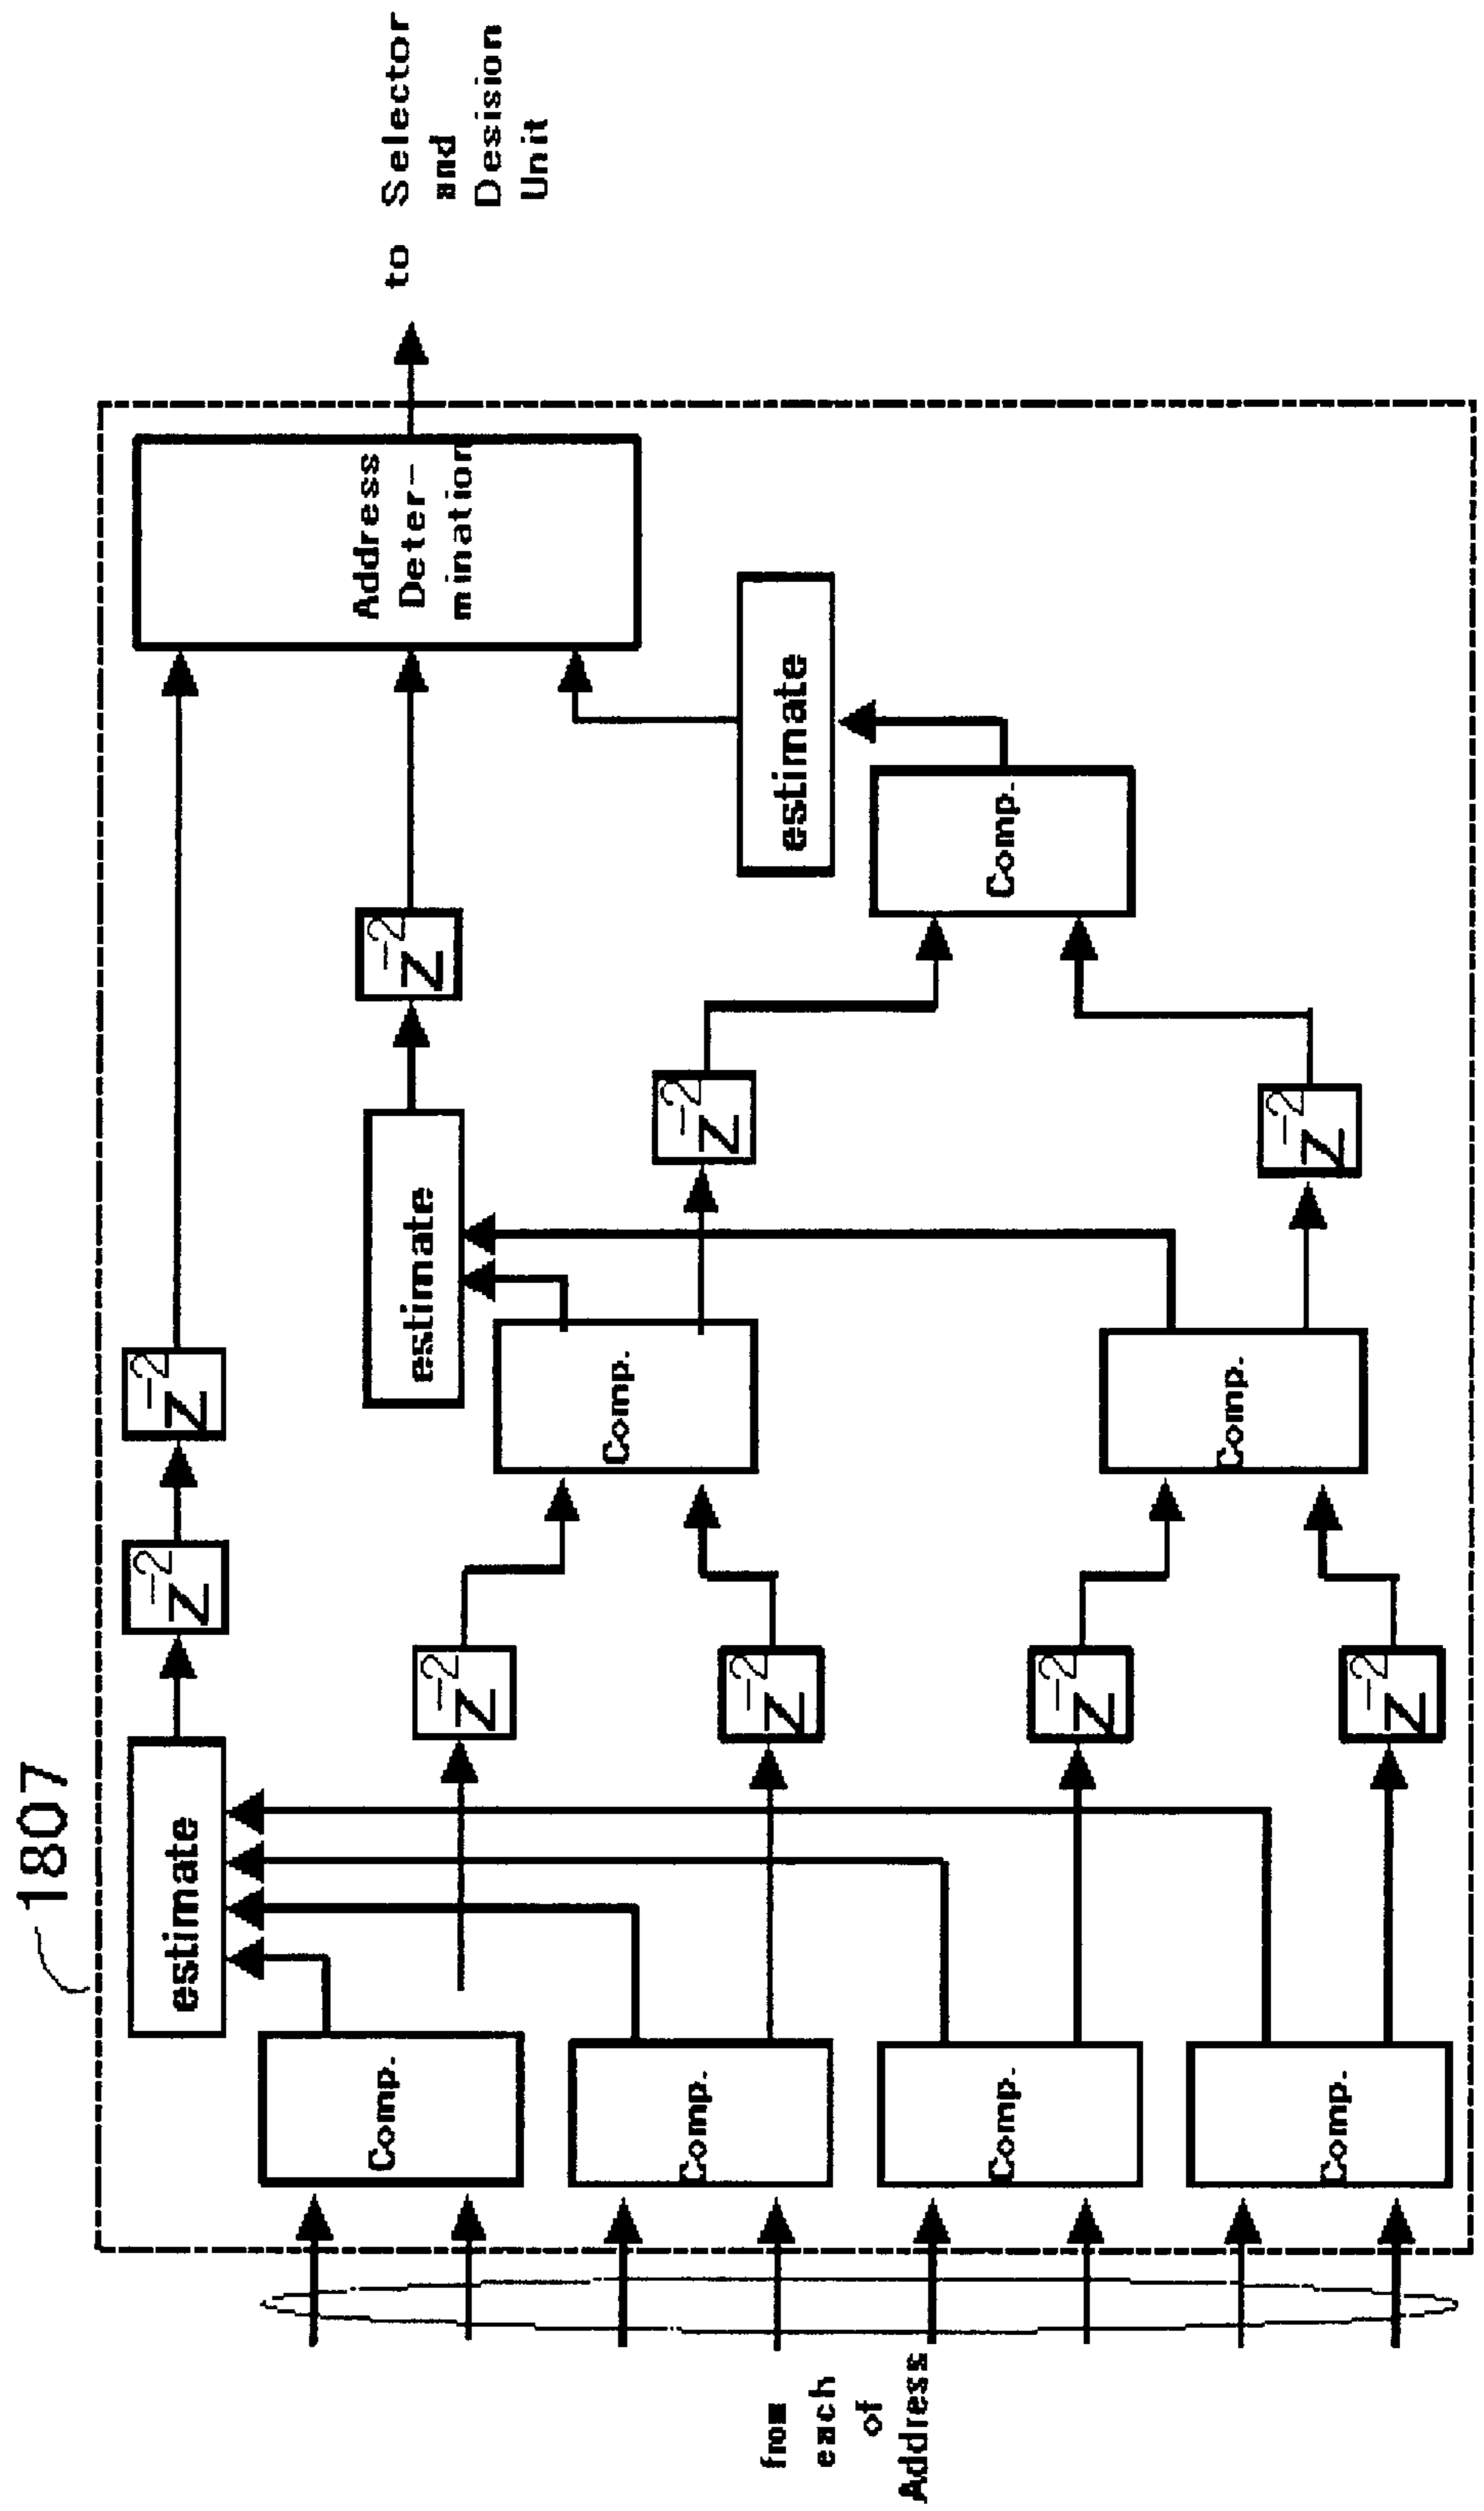 1807
from
each
of
Address
Comp.
Comp.
Comp.
Comp.
estimate
z⁻²
z⁻²
z⁻²
z⁻²
z⁻²
z⁻²
Comp.
Comp.
estimate
z⁻²
z⁻²
z⁻²
Comp.
estimate
Address
Deter-
mination
to Selector
and
Desision
Unit